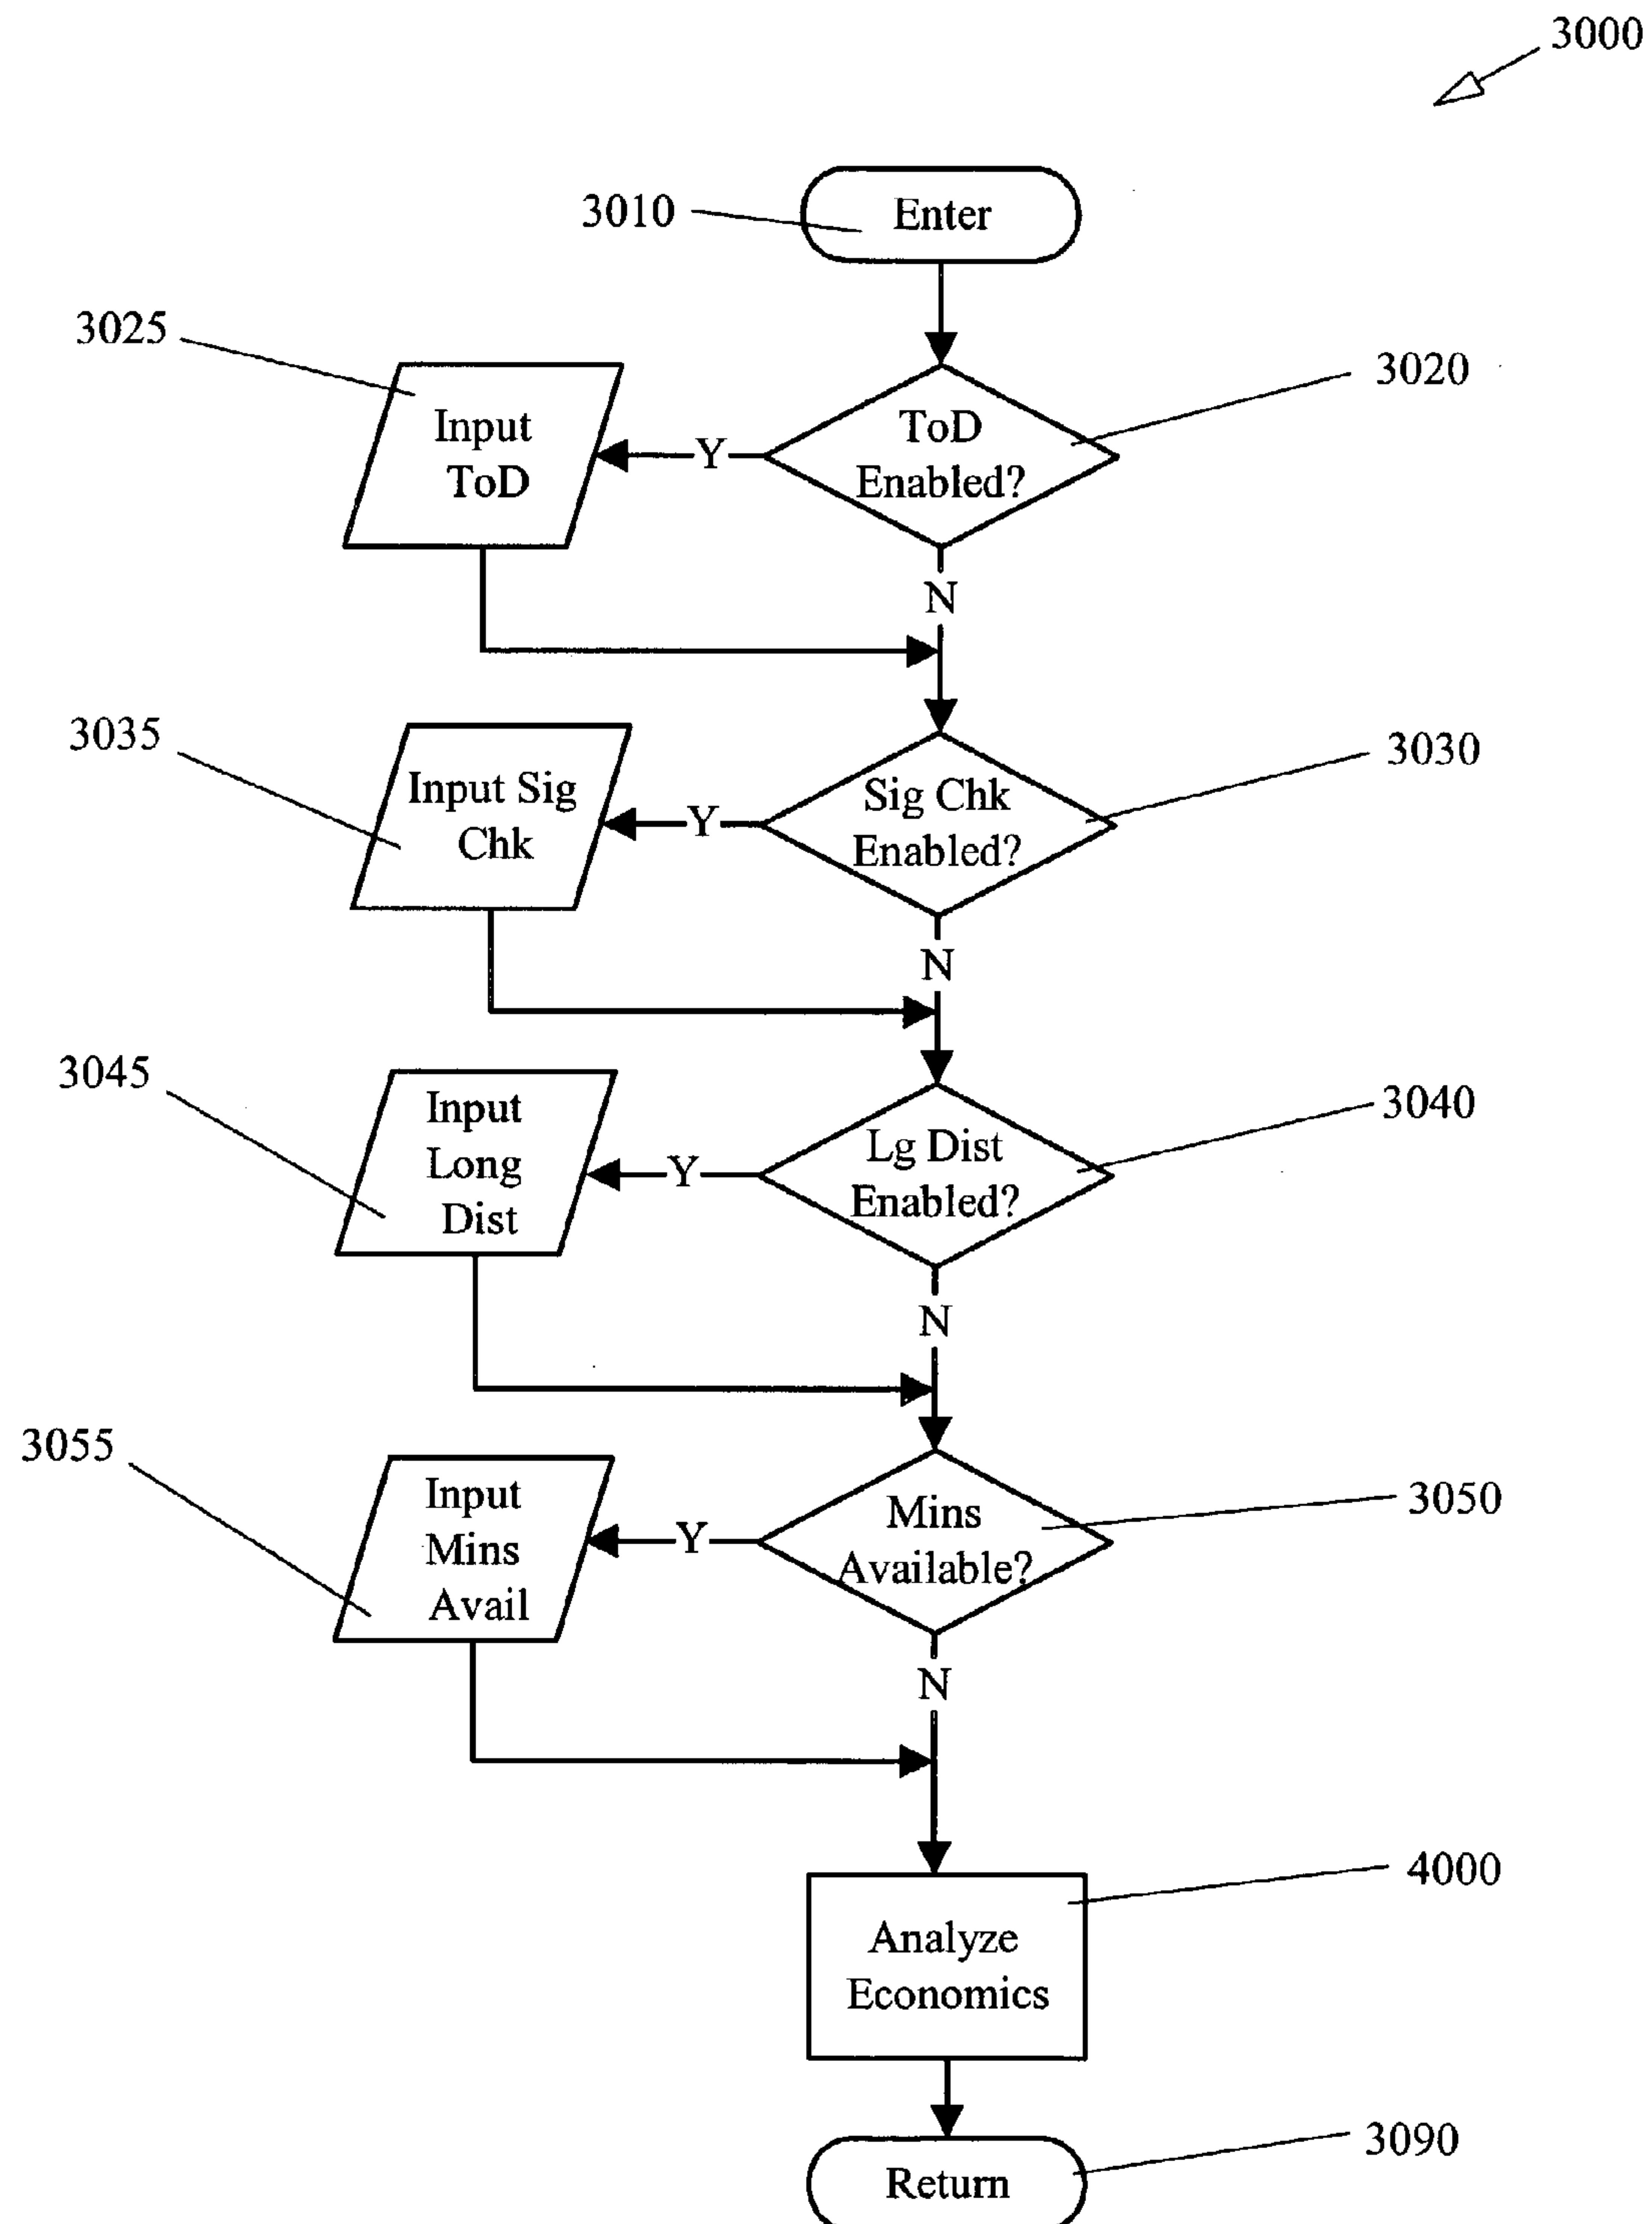 3000
3010
Enter
3025
3020
Input
ToD
Y
ToD
Enabled?
N
3035
3030
Input Sig
Chk
Y
Sig Chk
Enabled?
N
3045
3040
Input
Long
Dist
Y
Lg Dist
Enabled?
N
3055
3050
Input
Mins
Avail
Y
Mins
Available?
N
4000
Analyze
Economics
3090
Return